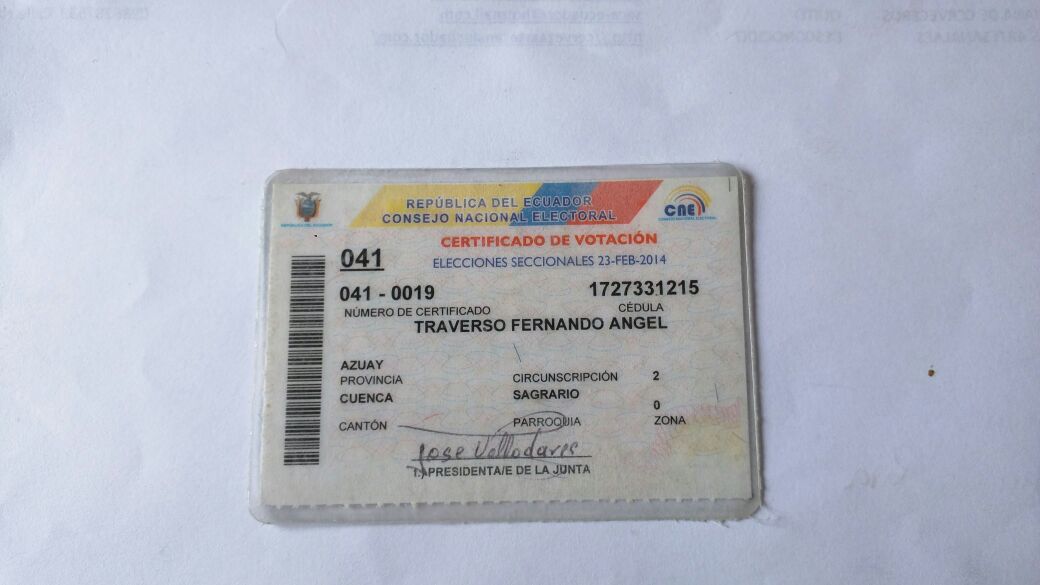 REPÚBLICA DEL ECUADOR
CONSEJO NACIONAL ELECTORAL
REPÚBLICA DEL ECUADOR
CNE
CONSEJO NACIONAL ELECTORAL
CERTIFICADO DE VOTACIÓN
041
ELECCIONES SECCIONALES 23-FEB-2014
041 - 0019 1727331215
NÚMERO DE CERTIFICADO CÉDULA
TRAVERSO FERNANDO ANGEL
AZUAY
PROVINCIA CIRCUNSCRIPCIÓN 2
CUENCA SAGRARIO
0
CANTÓN PARROQUIA ZONA
Jose Valladares
PRESIDENTA/E DE LA JUNTA